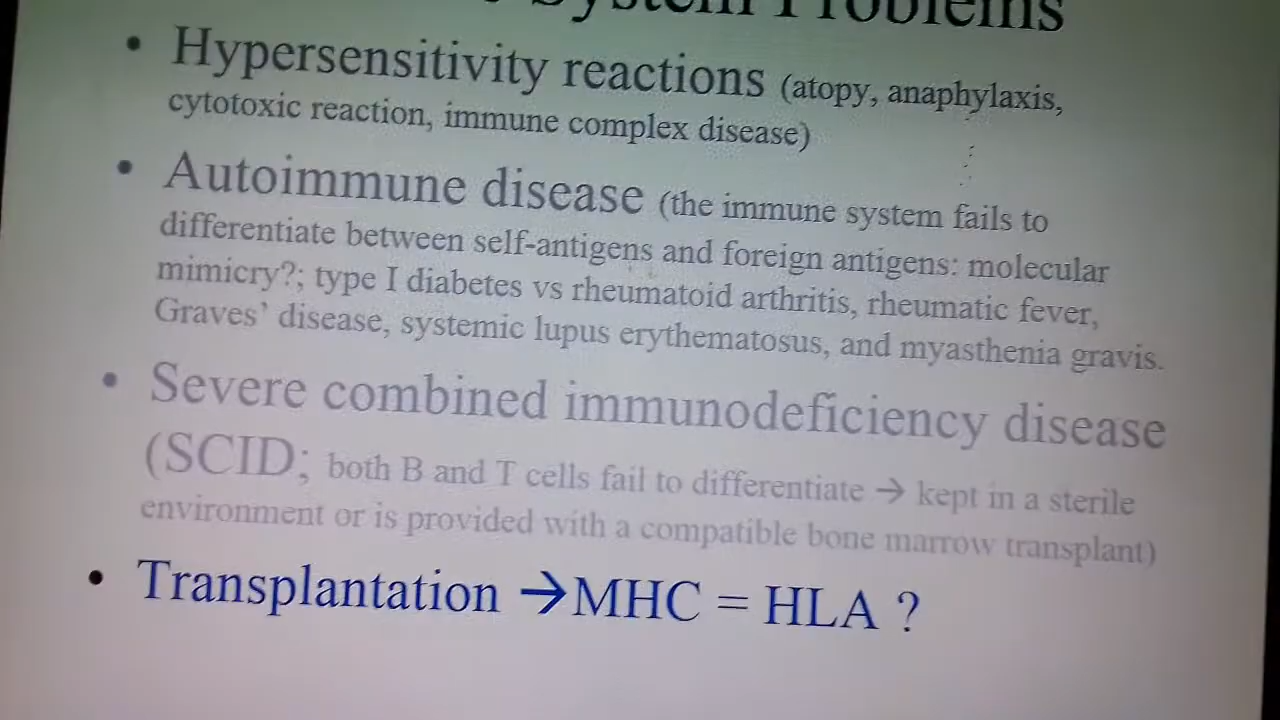 System Problems
• Hypersensitivity reactions (atopy, anaphylaxis,
cytotoxic reaction, immune complex disease)
• Autoimmune disease (the immune system fails to
differentiate between self-antigens and foreign antigens: molecular
mimicry?; type I diabetes vs rheumatoid arthritis, rheumatic fever,
Graves’ disease, systemic lupus erythematosus, and myasthenia gravis.
• Severe combined immunodeficiency disease
(SCID; both B and T cells fail to differentiate → kept in a sterile
environment or is provided with a compatible bone marrow transplant)
• Transplantation →MHC = HLA ?